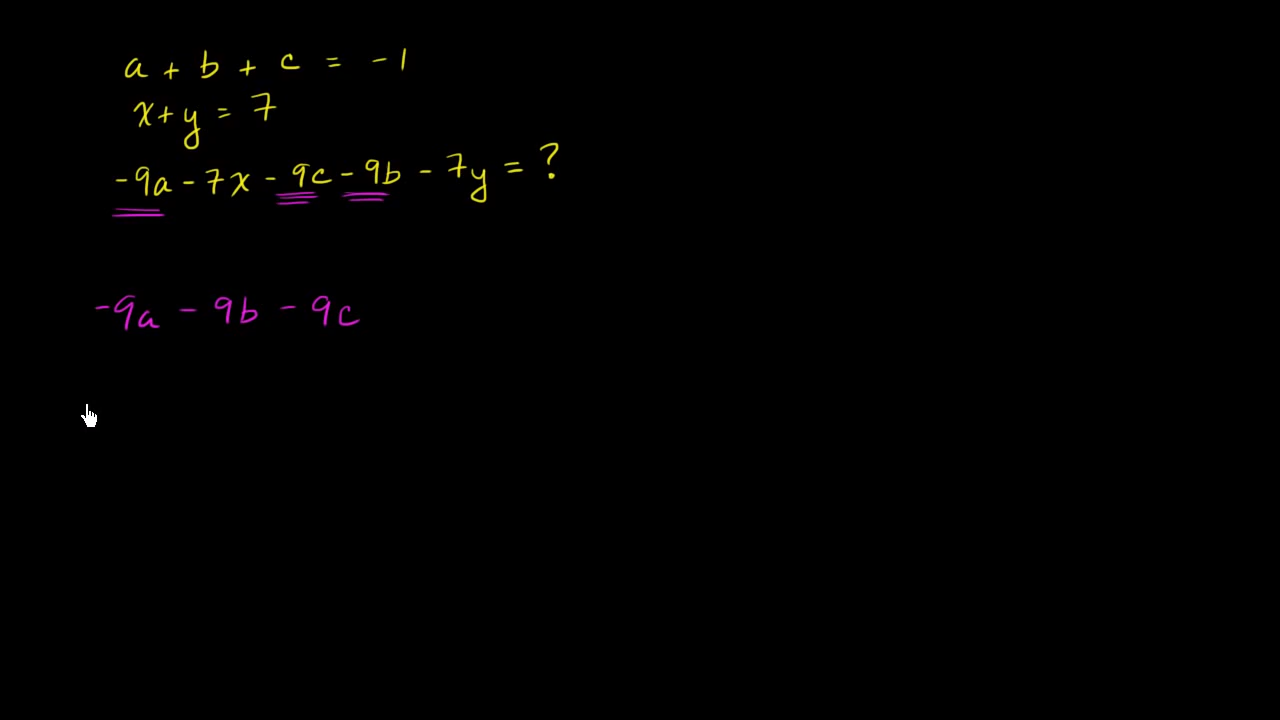 a + b + c = -1
x+y = 7
-9a - 7x - 9c - 9b - 7y = ?
-9a - 9b - 9c